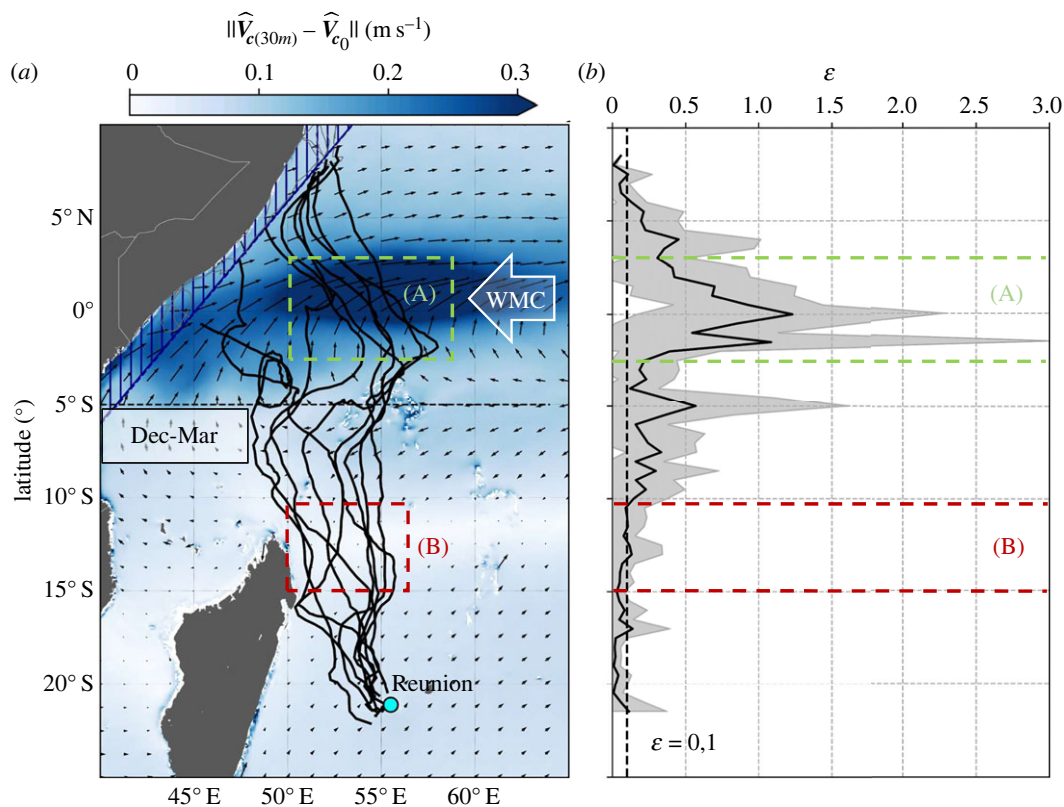 ||V̂c(30m) – V̂c0|| (m s−1)
(a)
0 0.1 0.2 0.3
(b)
ε
0 0.5 1.0 1.5 2.0 2.5 3.0
latitude (°)
5° N
0°
5° S
10° S
15° S
20° S
(A)
WMC
Dec-Mar
(B)
Reunion
45° E 50° E 55° E 60° E
(A)
(B)
ε = 0,1